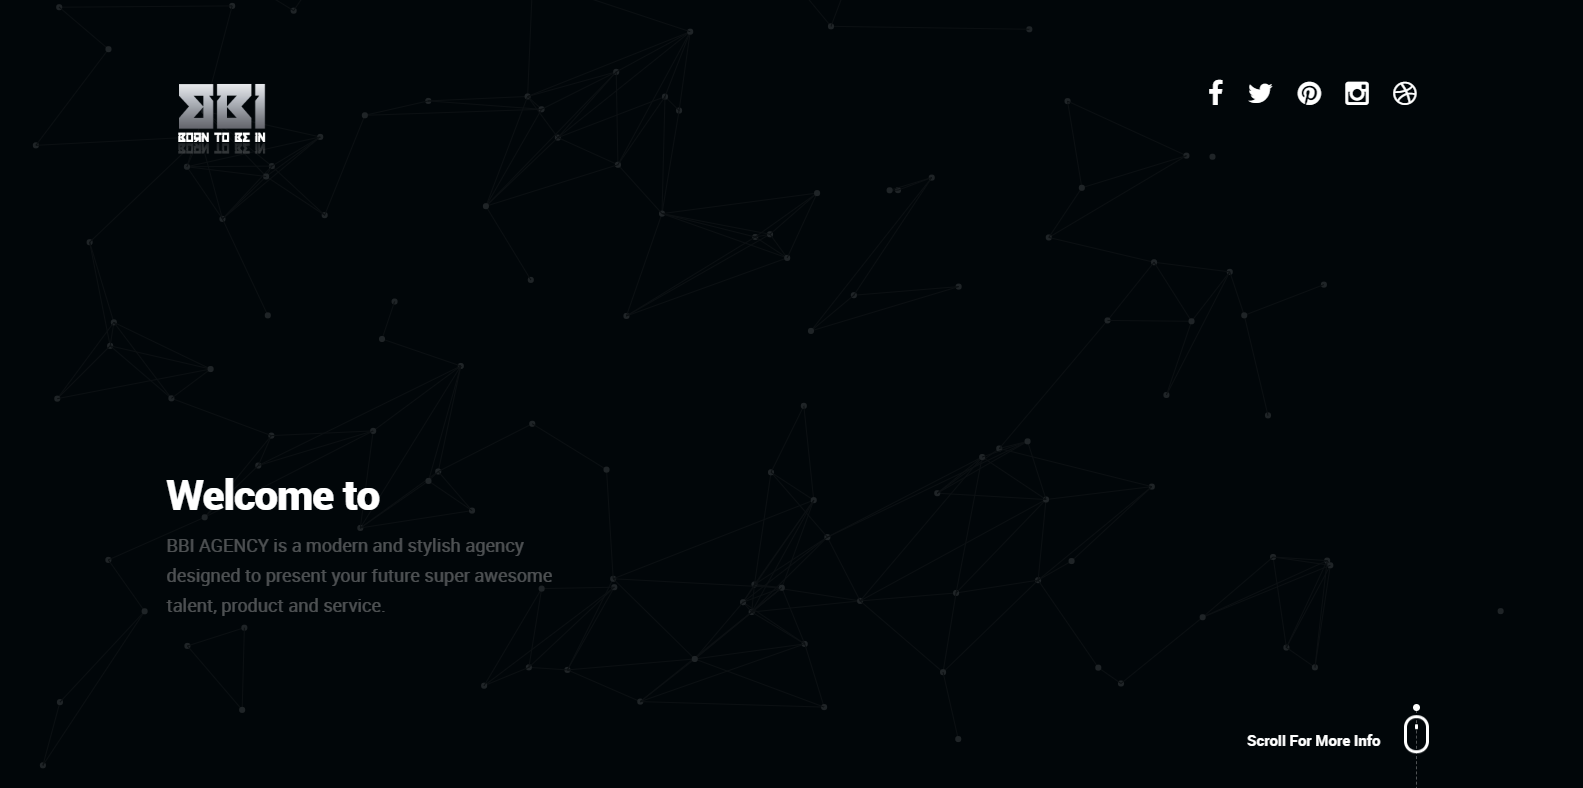 BBI
BORN TO BE IN
Welcome to
BBI AGENCY is a modern and stylish agency
designed to present your future super awesome
talent, product and service.
Scroll For More Info